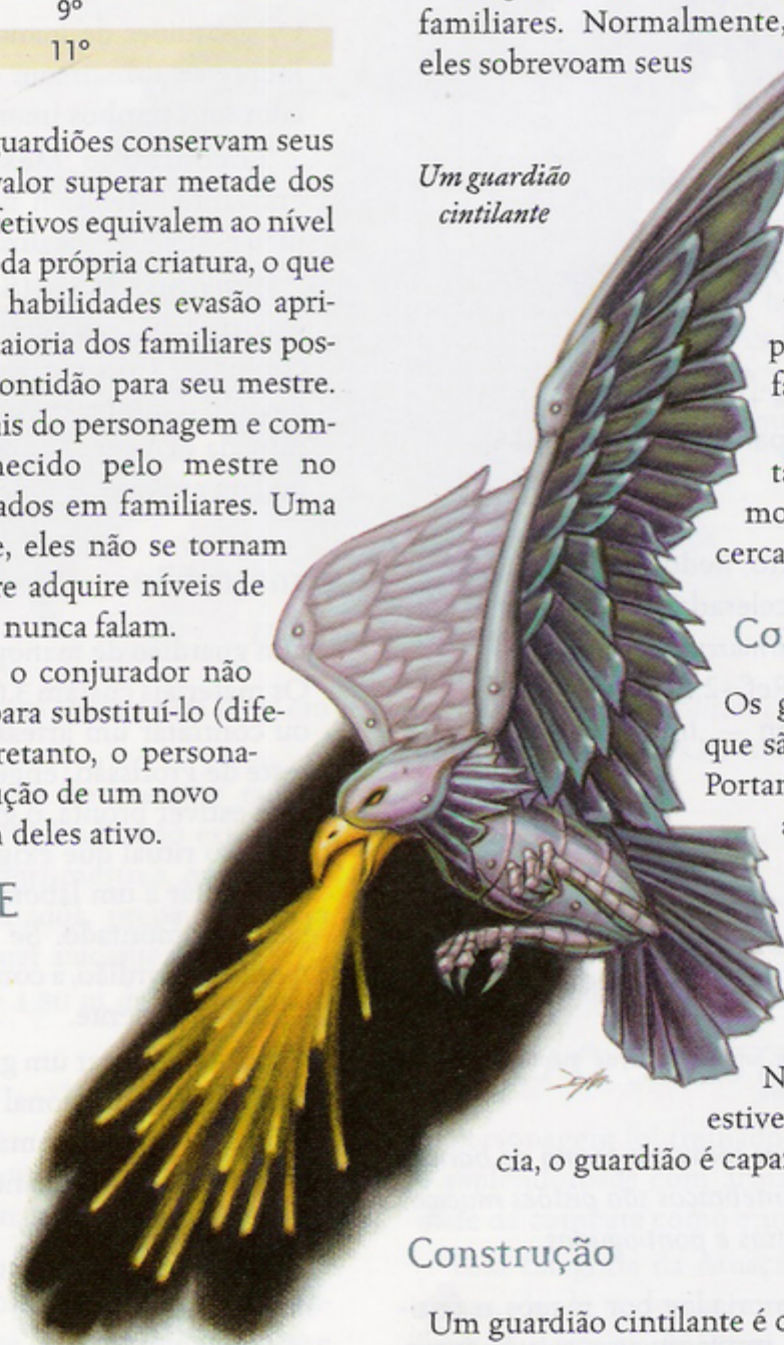 9º
11º
guardiões conservam seus
valor superar metade dos
fetivos equivalem ao nível
da própria criatura, o que
habilidades evasão apri-
aioria dos familiares pos-
ontidão para seu mestre.
is do personagem e com-
hecido pelo mestre no
ados em familiares. Uma
e, eles não se tornam
re adquire níveis de
nunca falam.
, o conjurador não
para substituí-lo (dife-
retanto, o persona-
ução de um novo
deles ativo.
E
familiares. Normalmente,
eles sobrevoam seus
Um guardião
cintilante
p
fa
ta
mo
cerca
Co
Os g
que sã
Portan
N
estive
cia, o guardião é capa
Construção
Um guardião cintilante é c